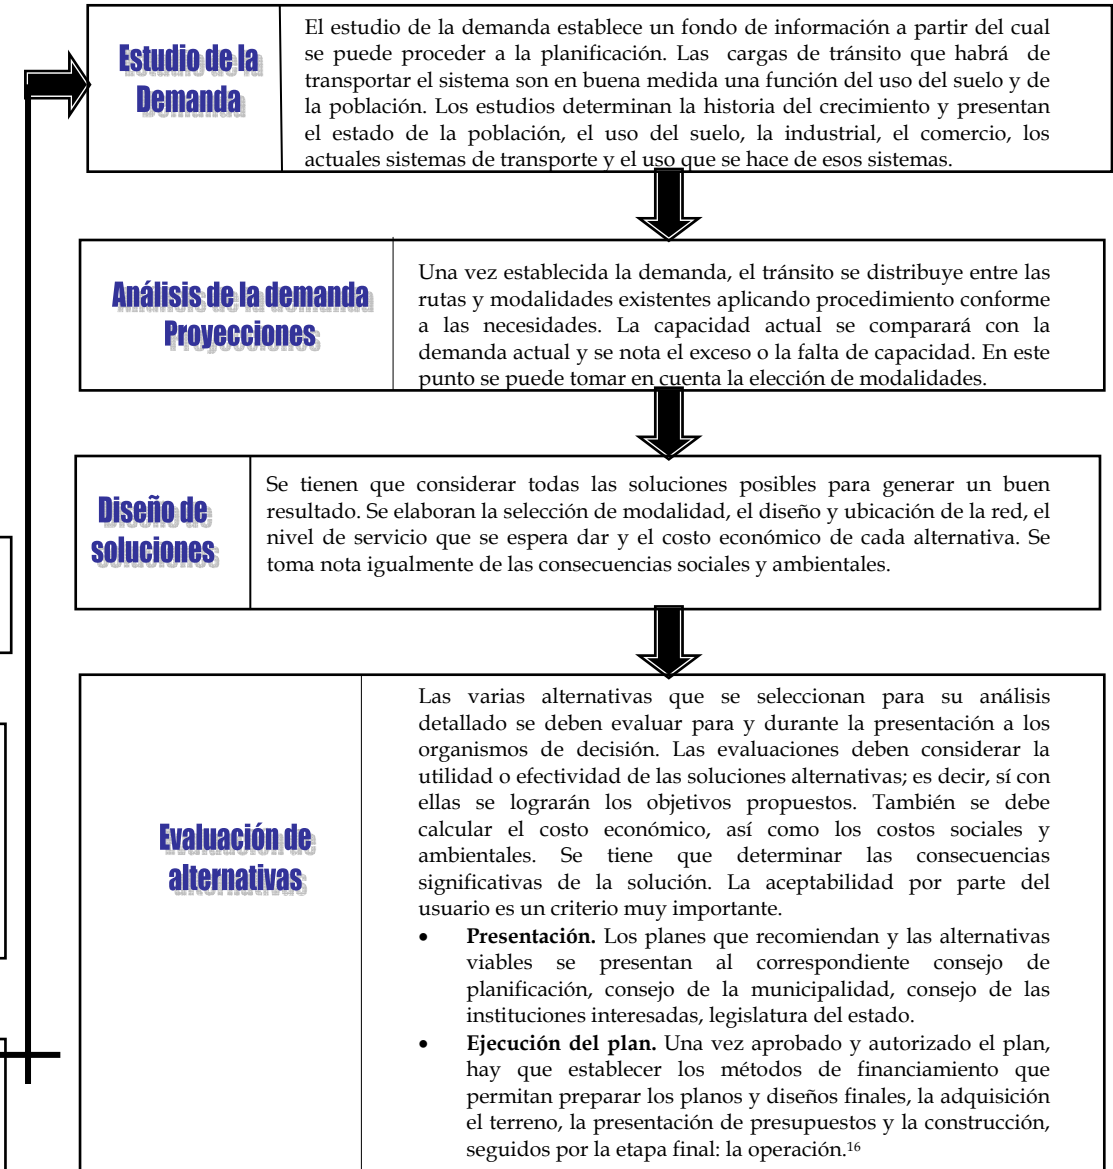 Estudio de la
Demanda
El estudio de la demanda establece un fondo de información a partir del cual
se puede proceder a la planificación. Las cargas de tránsito que habrá de
transportar el sistema son en buena medida una función del uso del suelo y de
la población. Los estudios determinan la historia del crecimiento y presentan
el estado de la población, el uso del suelo, la industrial, el comercio, los
actuales sistemas de transporte y el uso que se hace de esos sistemas.
Análisis de la demanda
Proyecciones
Una vez establecida la demanda, el tránsito se distribuye entre las
rutas y modalidades existentes aplicando procedimiento conforme
a las necesidades. La capacidad actual se comparará con la
demanda actual y se nota el exceso o la falta de capacidad. En este
punto se puede tomar en cuenta la elección de modalidades.
Diseño de
soluciones
Se tienen que considerar todas las soluciones posibles para generar un buen
resultado. Se elaboran la selección de modalidad, el diseño y ubicación de la red, el
nivel de servicio que se espera dar y el costo económico de cada alternativa. Se
toma nota igualmente de las consecuencias sociales y ambientales.
Evaluación de
alternativas
Las varias alternativas que se seleccionan para su análisis
detallado se deben evaluar para y durante la presentación a los
organismos de decisión. Las evaluaciones deben considerar la
utilidad o efectividad de las soluciones alternativas; es decir, sí con
ellas se lograrán los objetivos propuestos. También se debe
calcular el costo económico, así como los costos sociales y
ambientales. Se tiene que determinar las consecuencias
significativas de la solución. La aceptabilidad por parte del
usuario es un criterio muy importante.
• Presentación. Los planes que recomiendan y las alternativas
viables se presentan al correspondiente consejo de
planificación, consejo de la municipalidad, consejo de las
instituciones interesadas, legislatura del estado.
• Ejecución del plan. Una vez aprobado y autorizado el plan,
hay que establecer los métodos de financiamiento que
permitan preparar los planos y diseños finales, la adquisición
el terreno, la presentación de presupuestos y la construcción,
seguidos por la etapa final: la operación.16